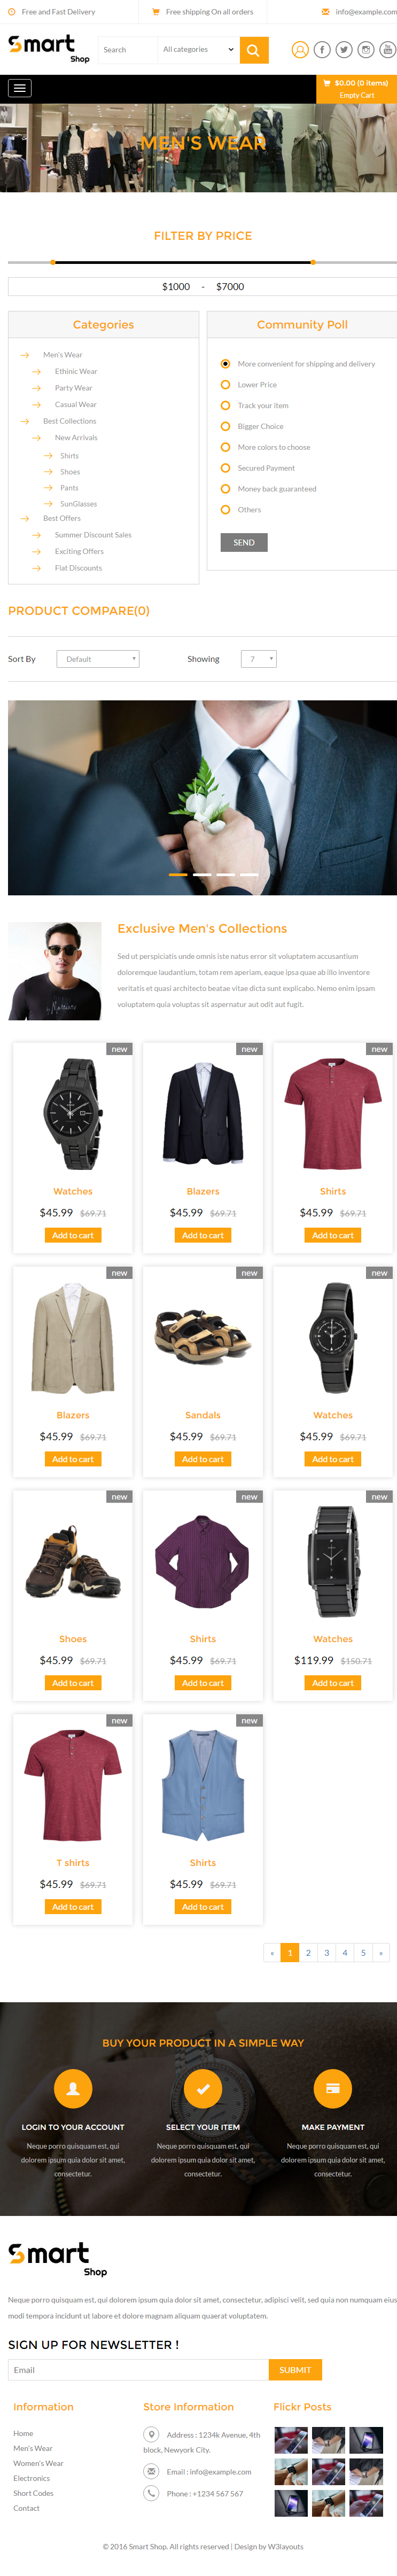 Free and Fast Delivery
Free shipping On all orders
info@example.com
Smart Shop
Search
All categories
$0.00 (0 items)
Empty Cart
MEN'S WEAR
FILTER BY PRICE
$1000 - $7000
Categories
Men's Wear
Ethinic Wear
Party Wear
Casual Wear
Best Collections
New Arrivals
Shirts
Shoes
Pants
SunGlasses
Best Offers
Summer Discount Sales
Exciting Offers
Flat Discounts
Community Poll
More convenient for shipping and delivery
Lower Price
Track your item
Bigger Choice
More colors to choose
Secured Payment
Money back guaranteed
Others
SEND
PRODUCT COMPARE(0)
Sort By Default Showing 7
Exclusive Men's Collections
Sed ut perspiciatis unde omnis iste natus error sit voluptatem accusantium
doloremque laudantium, totam rem aperiam, eaque ipsa quae ab illo inventore
veritatis et quasi architecto beatae vitae dicta sunt explicabo. Nemo enim ipsam
voluptatem quia voluptas sit aspernatur aut odit aut fugit.
new
Watches
$45.99 $69.71
Add to cart
new
Blazers
$45.99 $69.71
Add to cart
new
Shirts
$45.99 $69.71
Add to cart
new
Blazers
$45.99 $69.71
Add to cart
new
Sandals
$45.99 $69.71
Add to cart
new
Watches
$45.99 $69.71
Add to cart
new
Shoes
$45.99 $69.71
Add to cart
new
Shirts
$45.99 $69.71
Add to cart
new
Watches
$119.99 $150.71
Add to cart
new
T shirts
$45.99 $69.71
Add to cart
new
Shirts
$45.99 $69.71
Add to cart
« 1 2 3 4 5 »
BUY YOUR PRODUCT IN A SIMPLE WAY
LOGIN TO YOUR ACCOUNT
Neque porro quisquam est, qui
dolorem ipsum quia dolor sit amet,
consectetur.
SELECT YOUR ITEM
Neque porro quisquam est, qui
dolorem ipsum quia dolor sit amet,
consectetur.
MAKE PAYMENT
Neque porro quisquam est, qui
dolorem ipsum quia dolor sit amet,
consectetur.
Smart Shop
Neque porro quisquam est, qui dolorem ipsum quia dolor sit amet, consectetur, adipisci velit, sed quia non numquam eius
modi tempora incidunt ut labore et dolore magnam aliquam quaerat voluptatem.
SIGN UP FOR NEWSLETTER !
Email SUBMIT
Information
Home
Men's Wear
Women's Wear
Electronics
Short Codes
Contact
Store Information
Address : 1234k Avenue, 4th
block, Newyork City.
Email : info@example.com
Phone : +1234 567 567
Flickr Posts
© 2016 Smart Shop. All rights reserved | Design by W3layouts